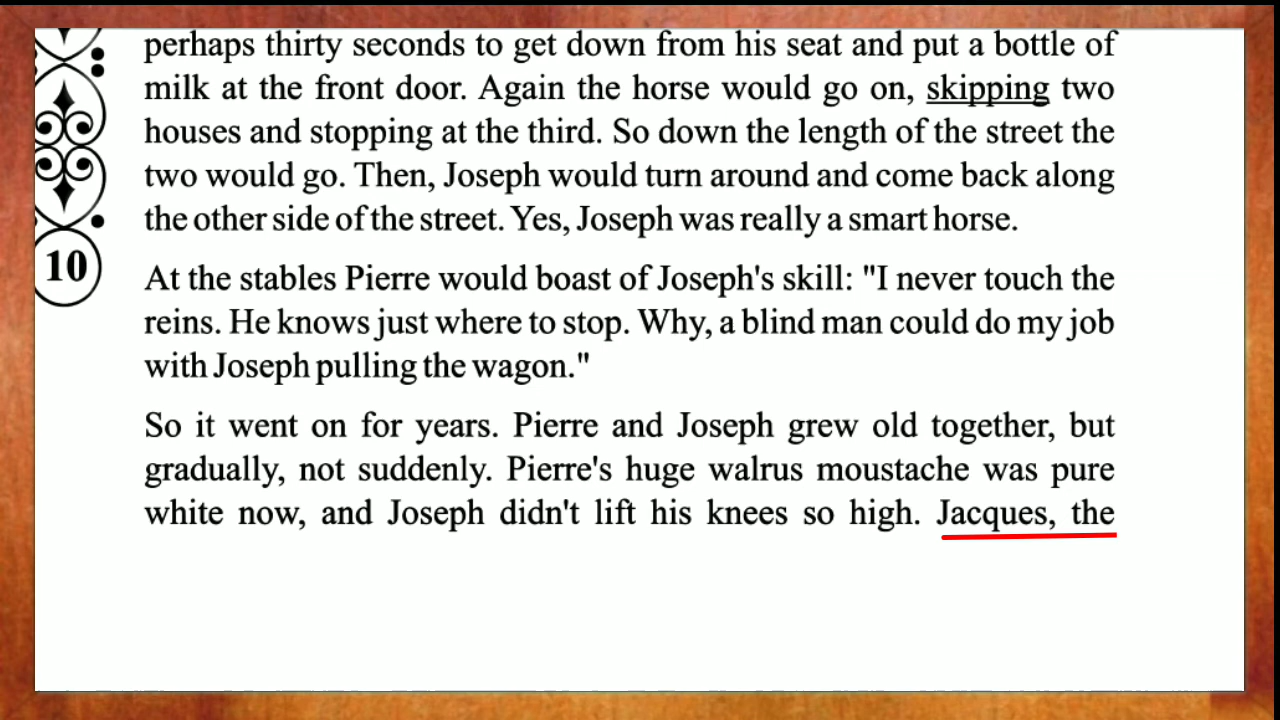 perhaps thirty seconds to get down from his seat and put a bottle of
milk at the front door. Again the horse would go on, skipping two
houses and stopping at the third. So down the length of the street the
two would go. Then, Joseph would turn around and come back along
the other side of the street. Yes, Joseph was really a smart horse.
10
At the stables Pierre would boast of Joseph's skill: "I never touch the
reins. He knows just where to stop. Why, a blind man could do my job
with Joseph pulling the wagon."
So it went on for years. Pierre and Joseph grew old together, but
gradually, not suddenly. Pierre's huge walrus moustache was pure
white now, and Joseph didn't lift his knees so high. Jacques, the